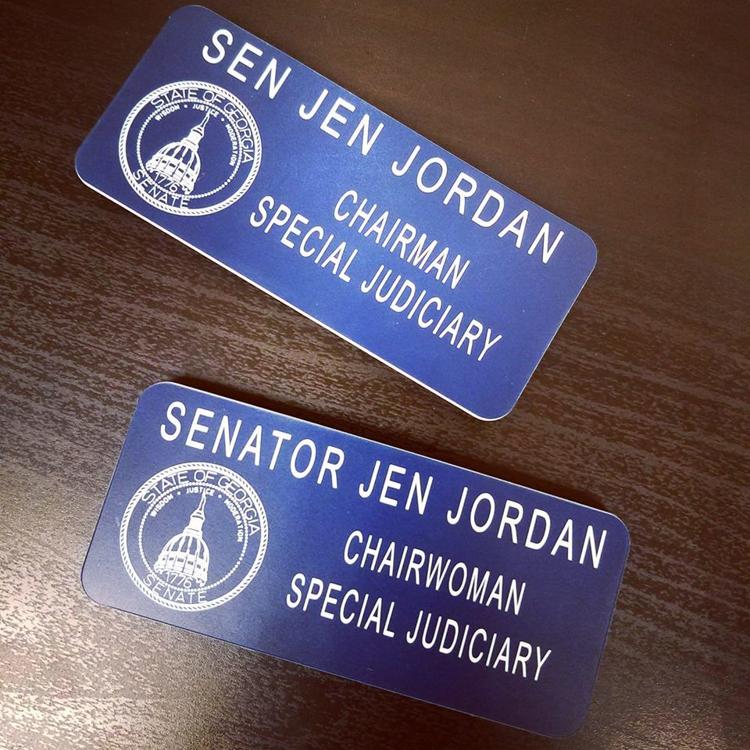 SEN JEN JORDAN
STATE OF GEORGIA
WISDOM • JUSTICE • MODERATION
1776
SENATE
CHAIRMAN
SPECIAL JUDICIARY
SENATOR JEN JORDAN
STATE OF GEORGIA
WISDOM • JUSTICE • MODERATION
1776
SENATE
CHAIRWOMAN
SPECIAL JUDICIARY